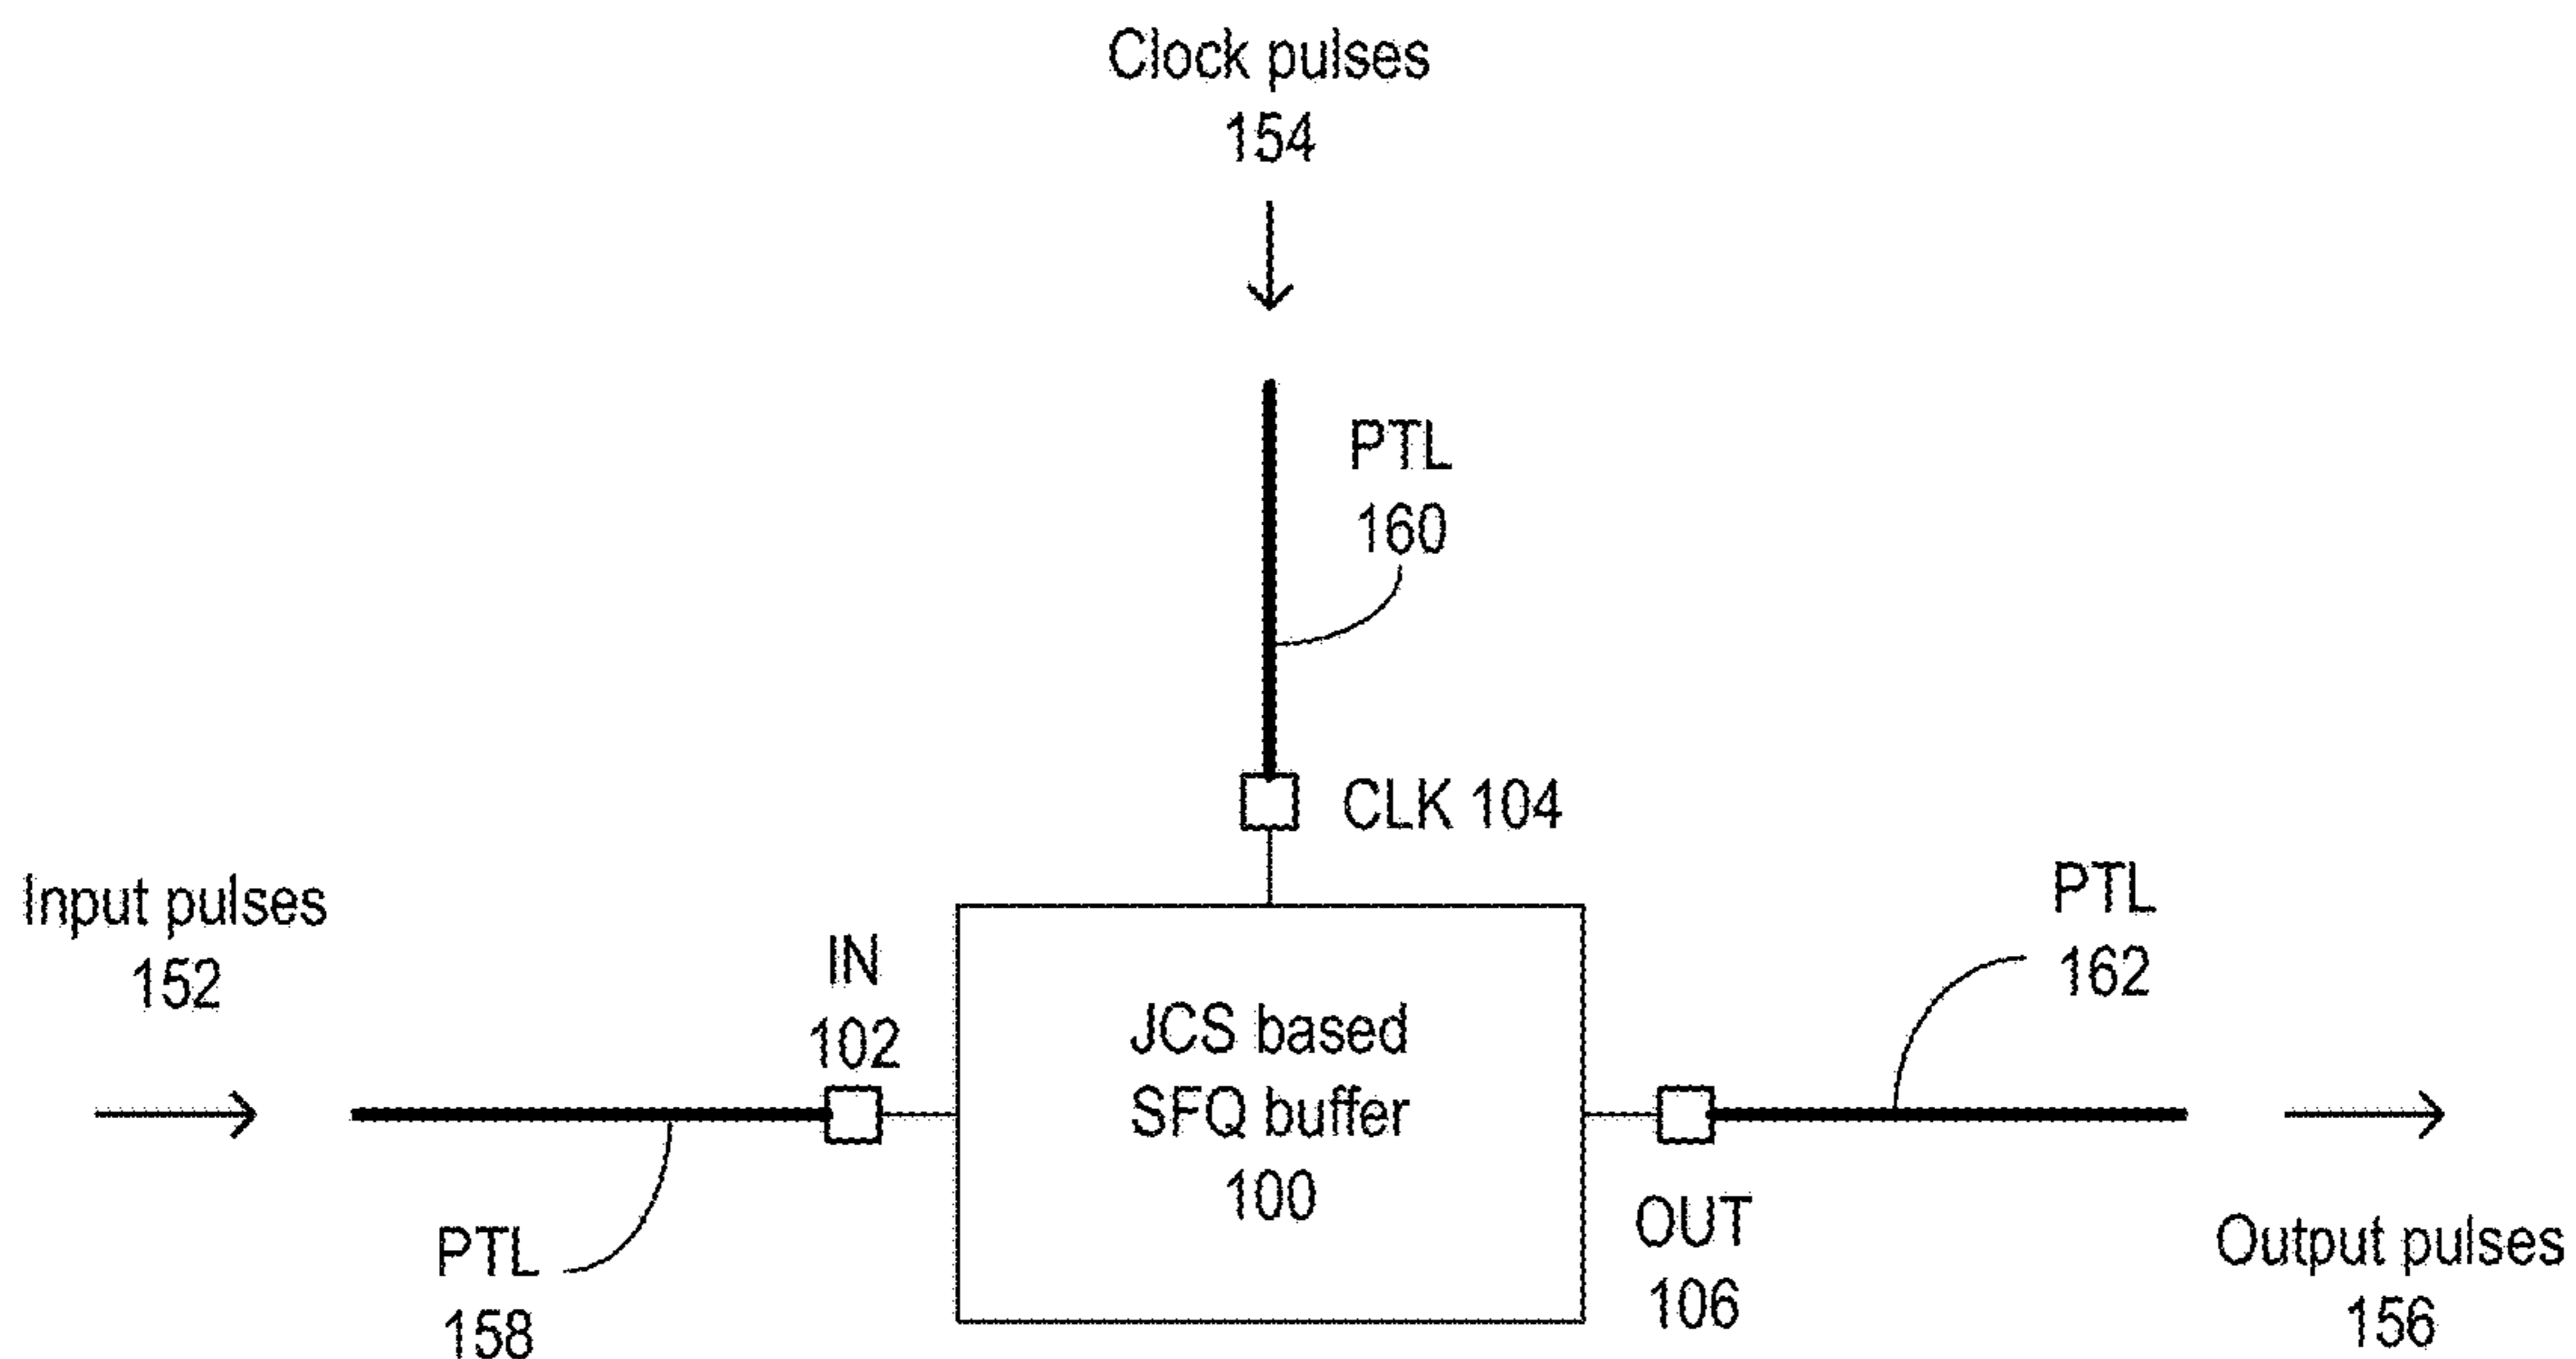 Clock pulses
154
PTL
160
CLK 104
Input pulses
152
IN
102
JCS based
SFQ buffer
100
PTL
162
PTL
158
OUT
106
Output pulses
156